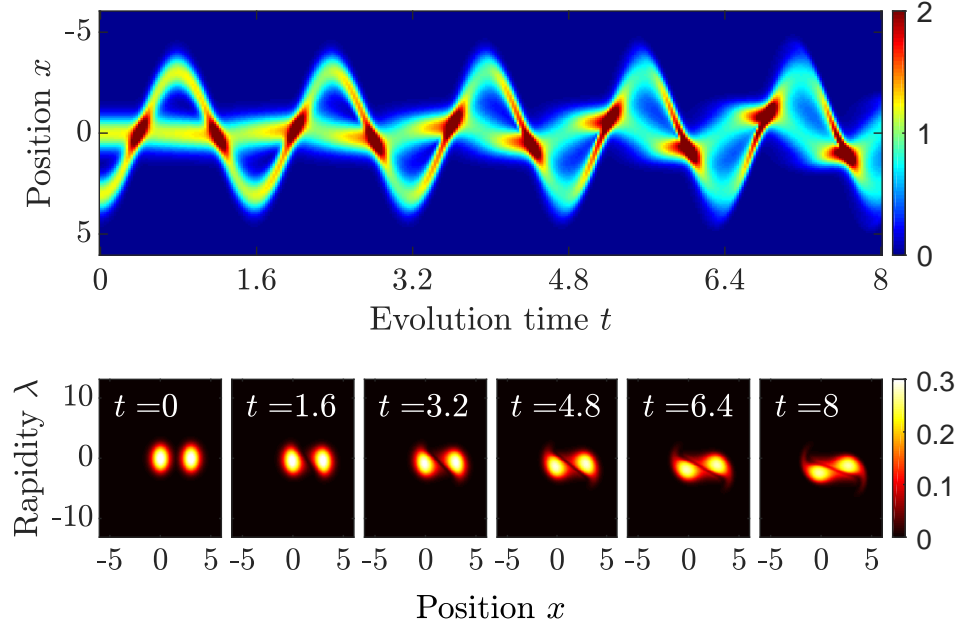 -5
0
5
Position x
0 1.6 3.2 4.8 6.4 8
Evolution time t
2
1
0
10
0
-10
Rapidity λ
t =0 t =1.6 t =3.2 t =4.8 t =6.4 t =8
-5 0 5 -5 0 5 -5 0 5 -5 0 5 -5 0 5 -5 0 5
Position x
0.3
0.2
0.1
0